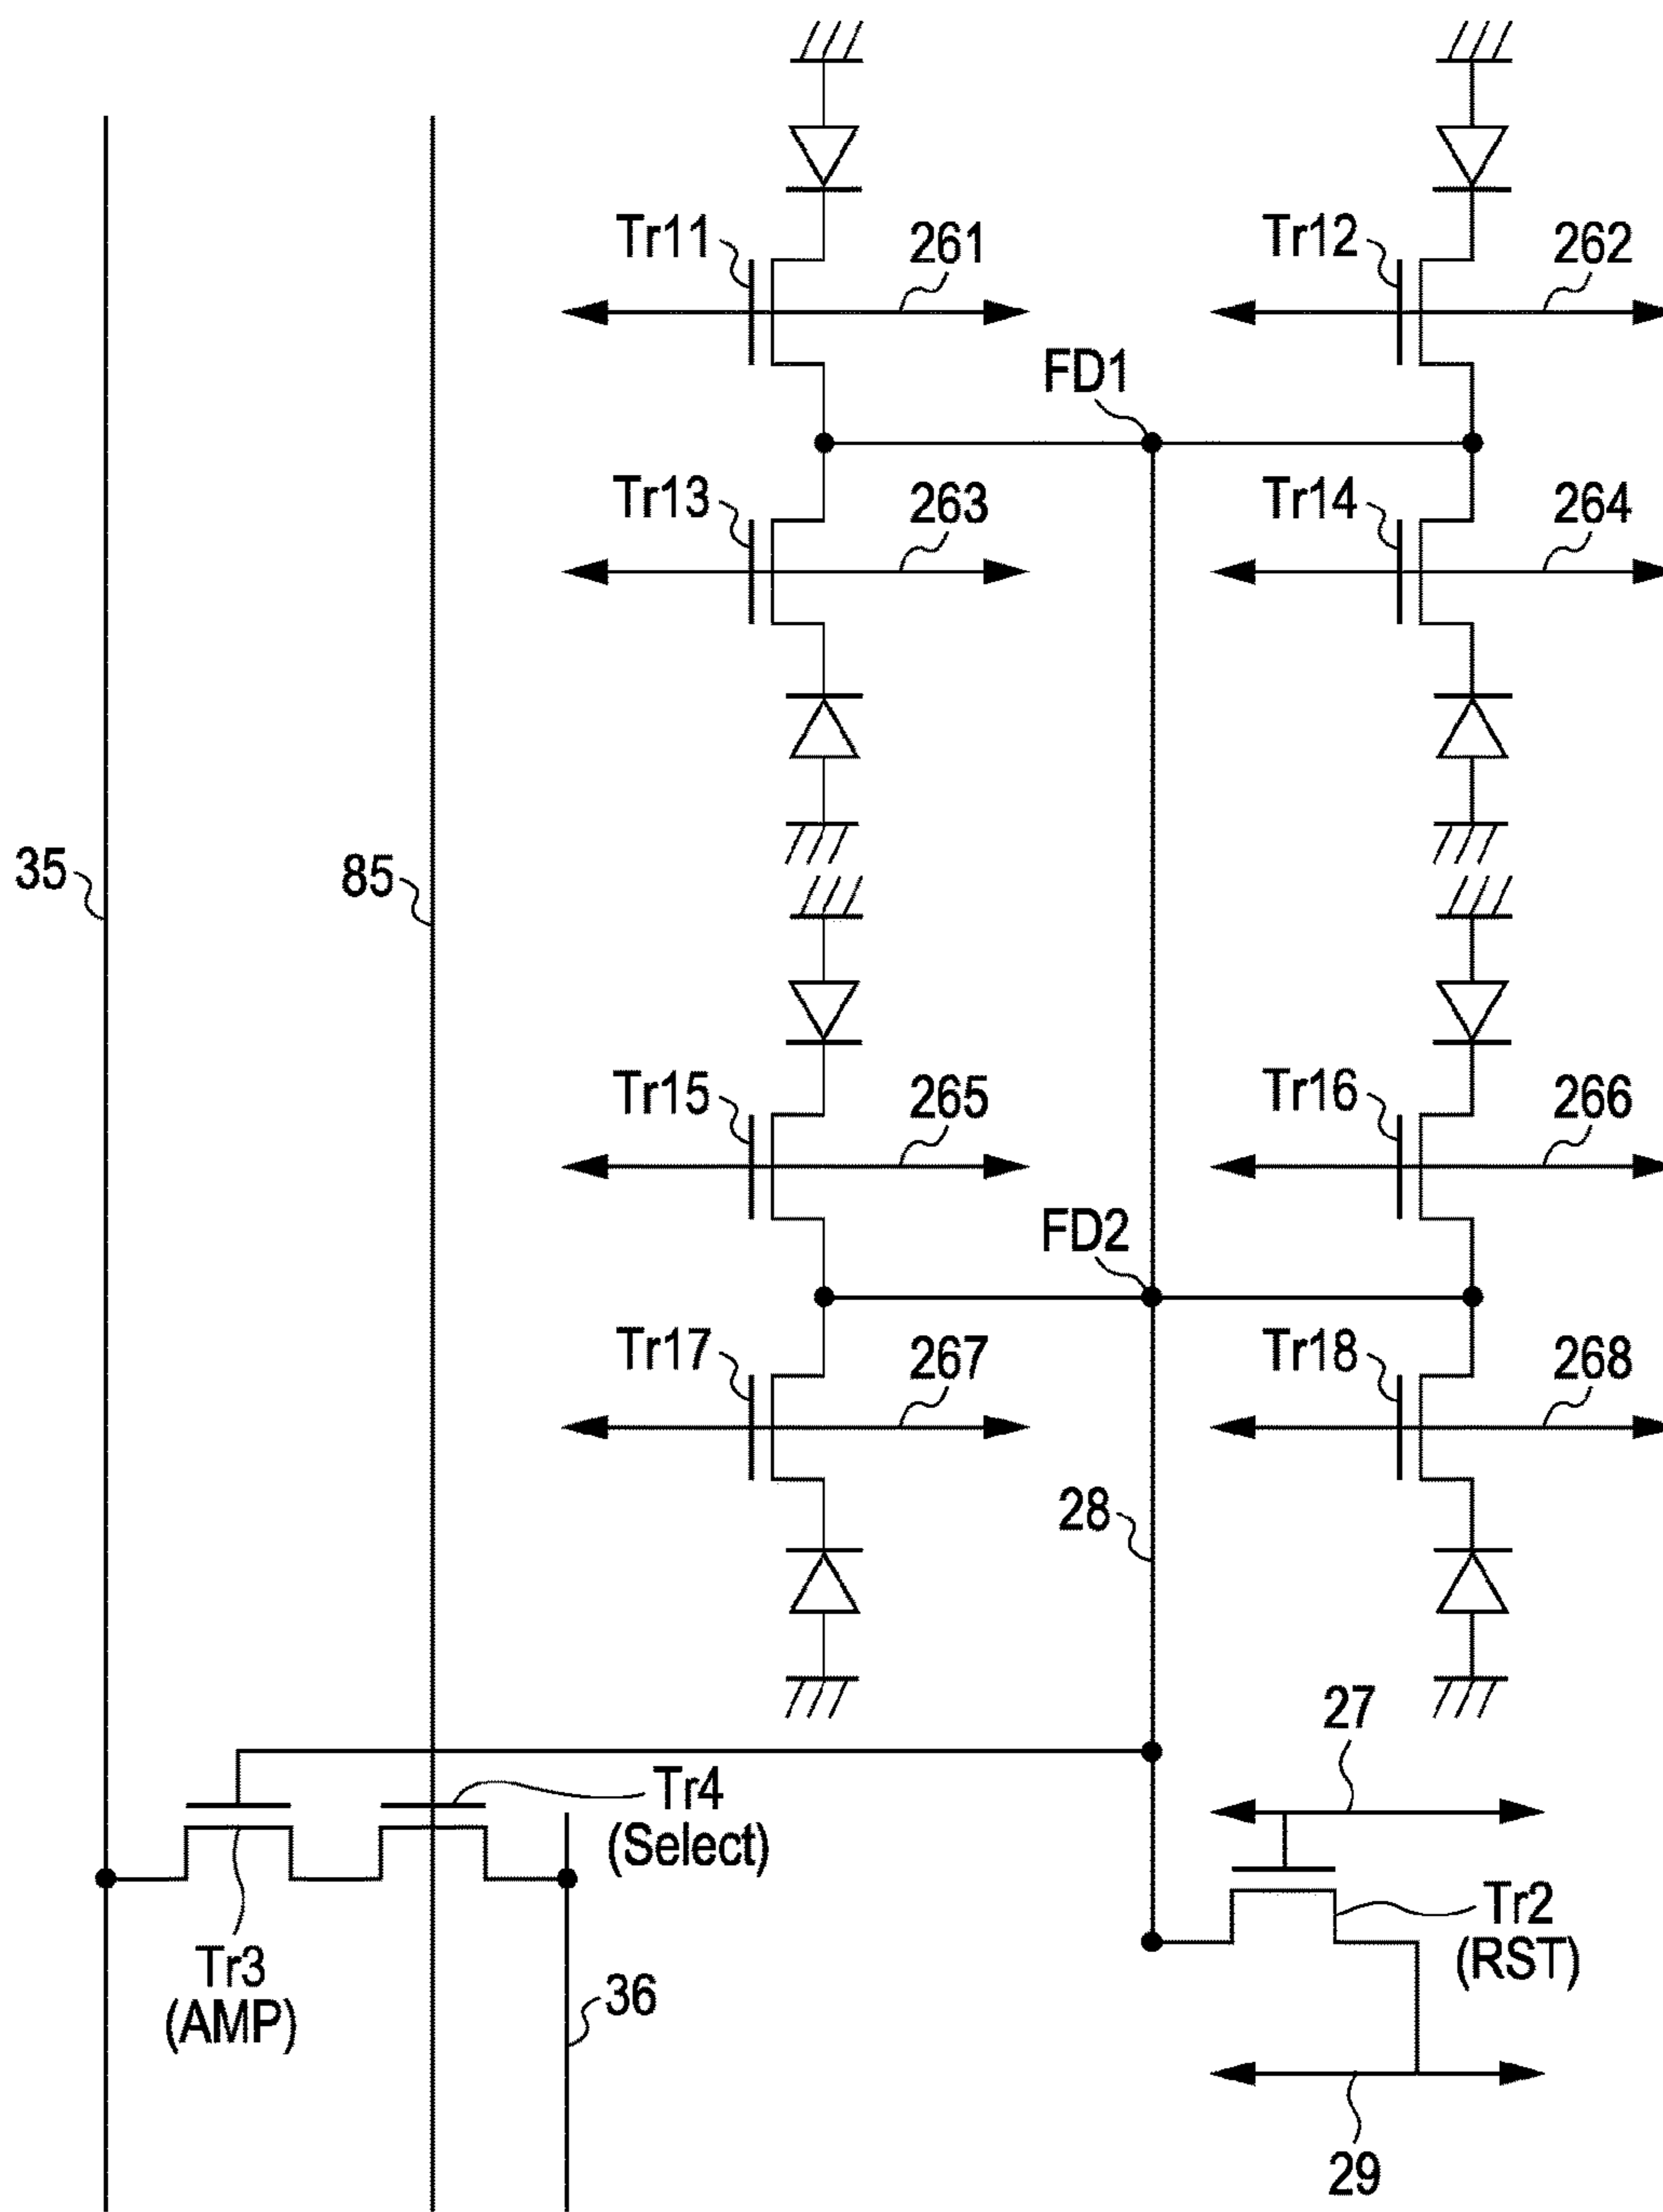 Tr11
261
Tr12
262
FD1
Tr13
263
Tr14
264
35
85
Tr15
265
Tr16
266
FD2
Tr17
267
Tr18
268
28
27
Tr4
(Select)
Tr2
(RST)
Tr3
(AMP)
36
29